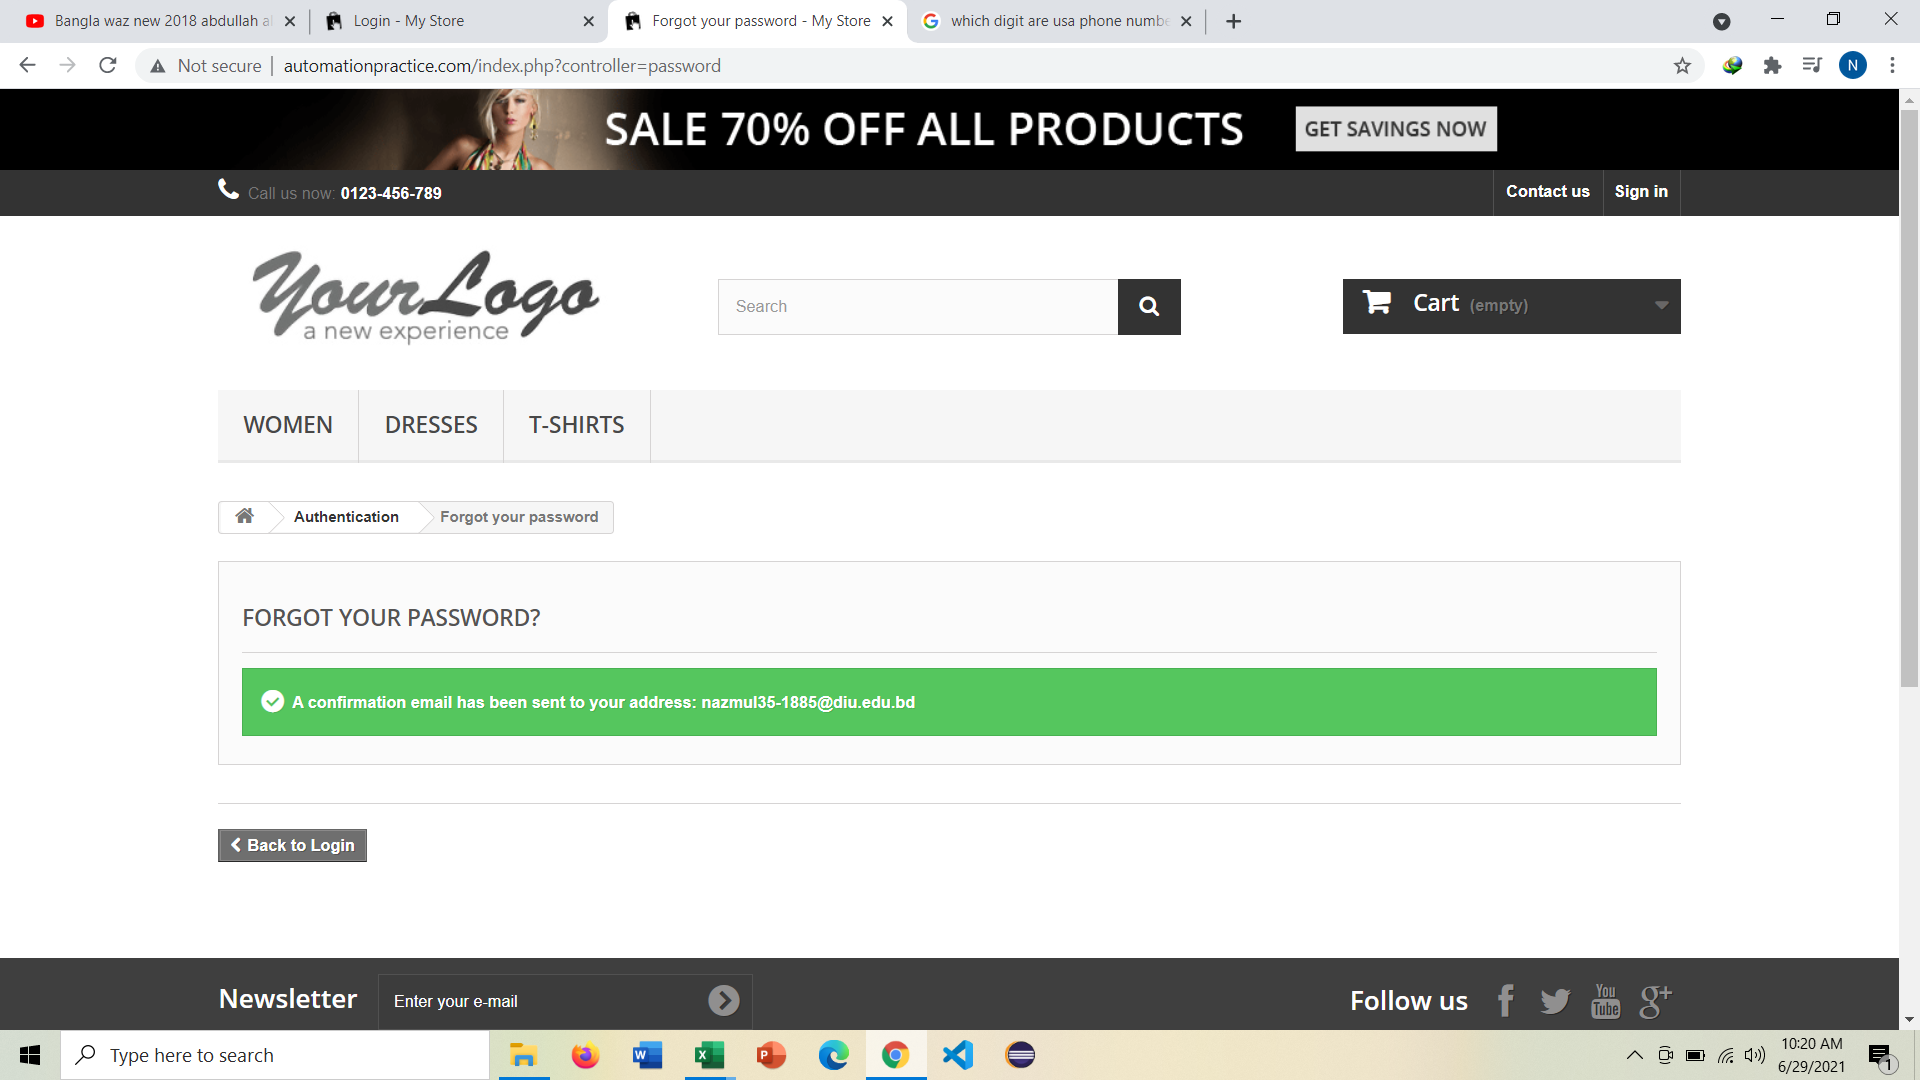 Bangla waz new 2018 abdullah a
Login - My Store
Forgot your password - My Store
which digit are usa phone numbe
Not secure
automationpractice.com/index.php?controller=password
N
SALE 70% OFF ALL PRODUCTS
GET SAVINGS NOW
Call us now: 0123-456-789
Contact us
Sign in
Your Logo
a new experience
Search
Cart (empty)
WOMEN
DRESSES
T-SHIRTS
Authentication
Forgot your password
FORGOT YOUR PASSWORD?
A confirmation email has been sent to your address: nazmul35-1885@diu.edu.bd
Back to Login
Newsletter
Enter your e-mail
Follow us
You
Tube
g+
Type here to search
10:20 AM
6/29/2021
1